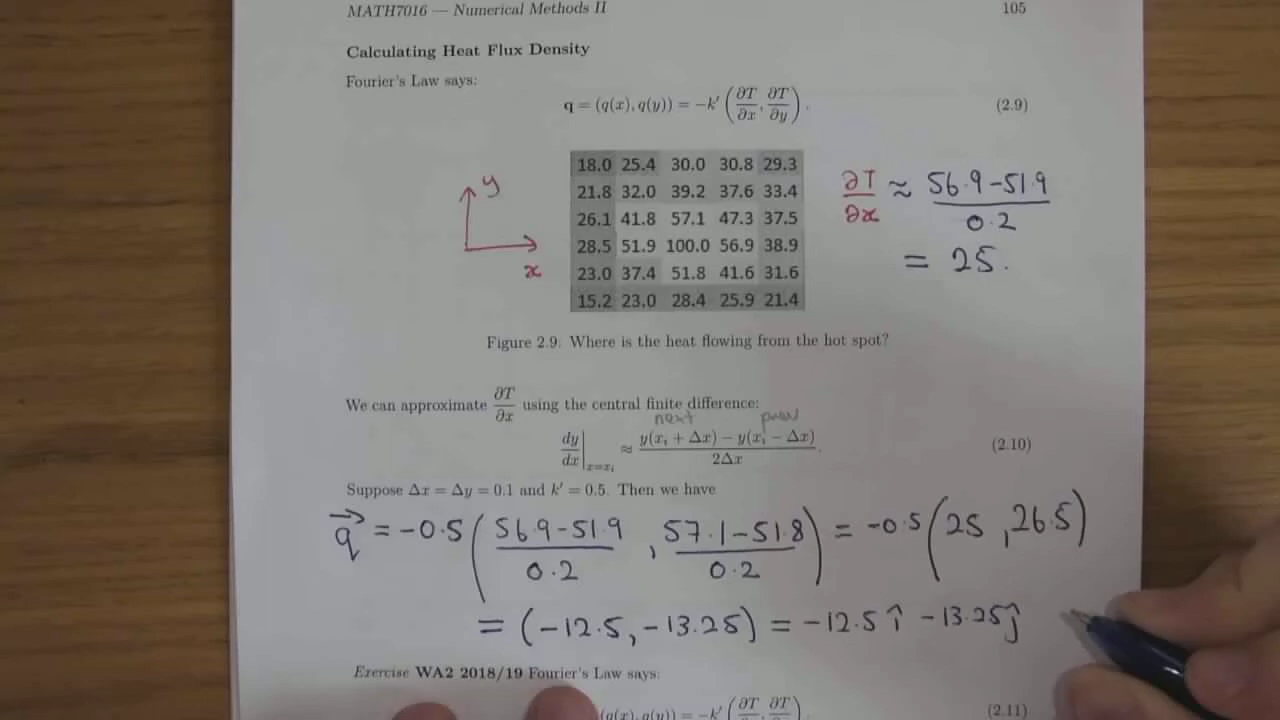 MATH7016 — Numerical Methods II 105
Calculating Heat Flux Density
Fourier's Law says:
q = (q(x), q(y)) = −k′ (∂T/∂x, ∂T/∂y). (2.9)
18.0 25.4 30.0 30.8 29.3
21.8 32.0 39.2 37.6 33.4
26.1 41.8 57.1 47.3 37.5
28.5 51.9 100.0 56.9 38.9
23.0 37.4 51.8 41.6 31.6
15.2 23.0 28.4 25.9 21.4
y
x
∂T/∂x ≈ (56.9−51.9)/0.2
= 25.
Figure 2.9. Where is the heat flowing from the hot spot?
We can approximate ∂T/∂x using the central finite difference:
next prev
dy/dx|x=xi ≈ (y(xi + Δx) − y(xi − Δx))/2Δx. (2.10)
Suppose Δx = Δy = 0.1 and k′ = 0.5. Then we have
q⃗ = −0.5 ((56.9−51.9)/0.2, (57.1−51.8)/0.2) = −0.5 (25, 26.5)
= (−12.5, −13.25) = −12.5 î −13.25 ĵ
Exercise WA2 2018/19 Fourier's Law says:
(q(x), q(y)) = −k′ (∂T/∂x, ∂T/∂y). (2.11)